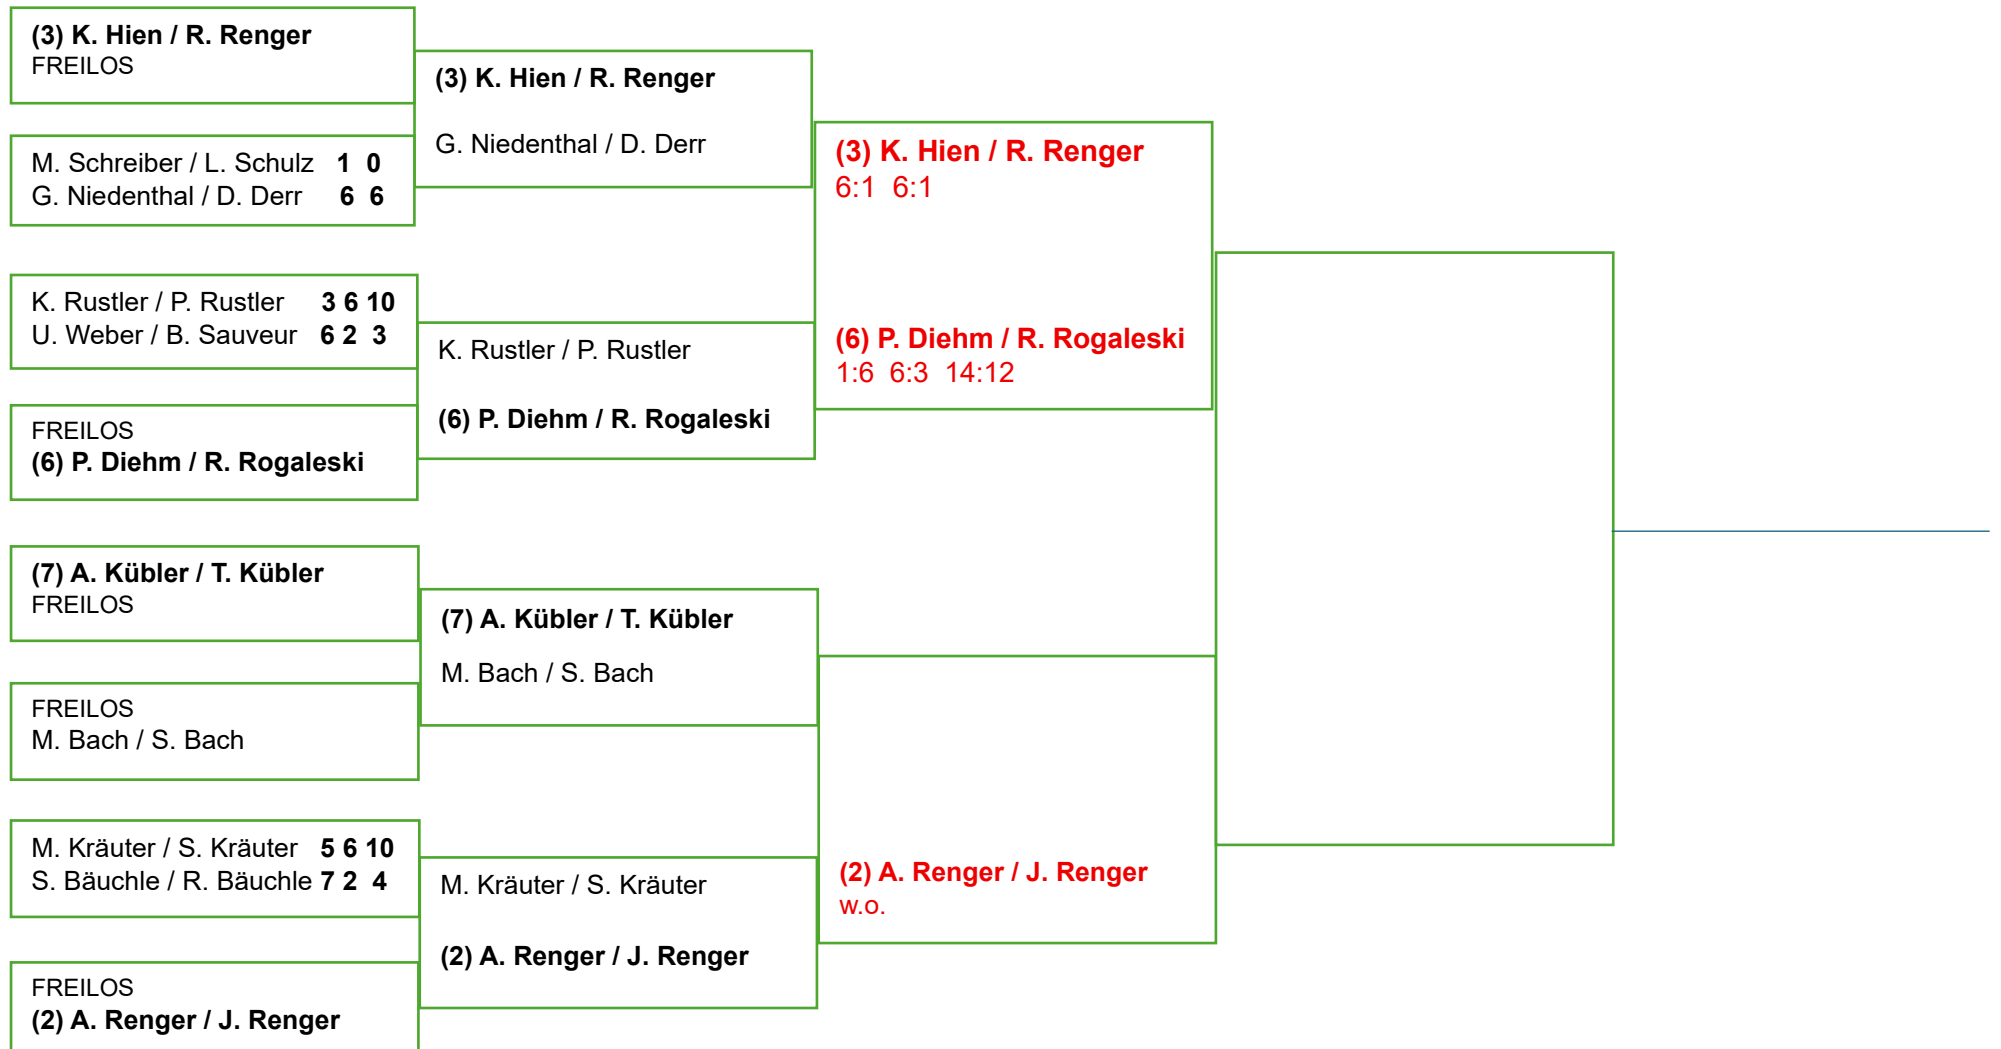 (3) K. Hien / R. Renger
FREILOS
M. Schreiber / L. Schulz 1 0
G. Niedenthal / D. Derr 6 6
K. Rustler / P. Rustler 3 6 10
U. Weber / B. Sauveur 6 2 3
FREILOS
(6) P. Diehm / R. Rogaleski
(7) A. Kübler / T. Kübler
FREILOS
FREILOS
M. Bach / S. Bach
M. Kräuter / S. Kräuter 5 6 10
S. Bäuchle / R. Bäuchle 7 2 4
FREILOS
(2) A. Renger / J. Renger
(3) K. Hien / R. Renger
G. Niedenthal / D. Derr
K. Rustler / P. Rustler
(6) P. Diehm / R. Rogaleski
(7) A. Kübler / T. Kübler
M. Bach / S. Bach
M. Kräuter / S. Kräuter
(2) A. Renger / J. Renger
(3) K. Hien / R. Renger
6:1 6:1
(6) P. Diehm / R. Rogaleski
1:6 6:3 14:12
(2) A. Renger / J. Renger
w.o.